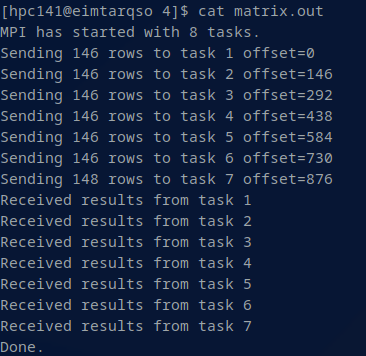 [hpc141@eimtarqso 4]$ cat matrix.out
MPI has started with 8 tasks.
Sending 146 rows to task 1 offset=0
Sending 146 rows to task 2 offset=146
Sending 146 rows to task 3 offset=292
Sending 146 rows to task 4 offset=438
Sending 146 rows to task 5 offset=584
Sending 146 rows to task 6 offset=730
Sending 148 rows to task 7 offset=876
Received results from task 1
Received results from task 2
Received results from task 3
Received results from task 4
Received results from task 5
Received results from task 6
Received results from task 7
Done.